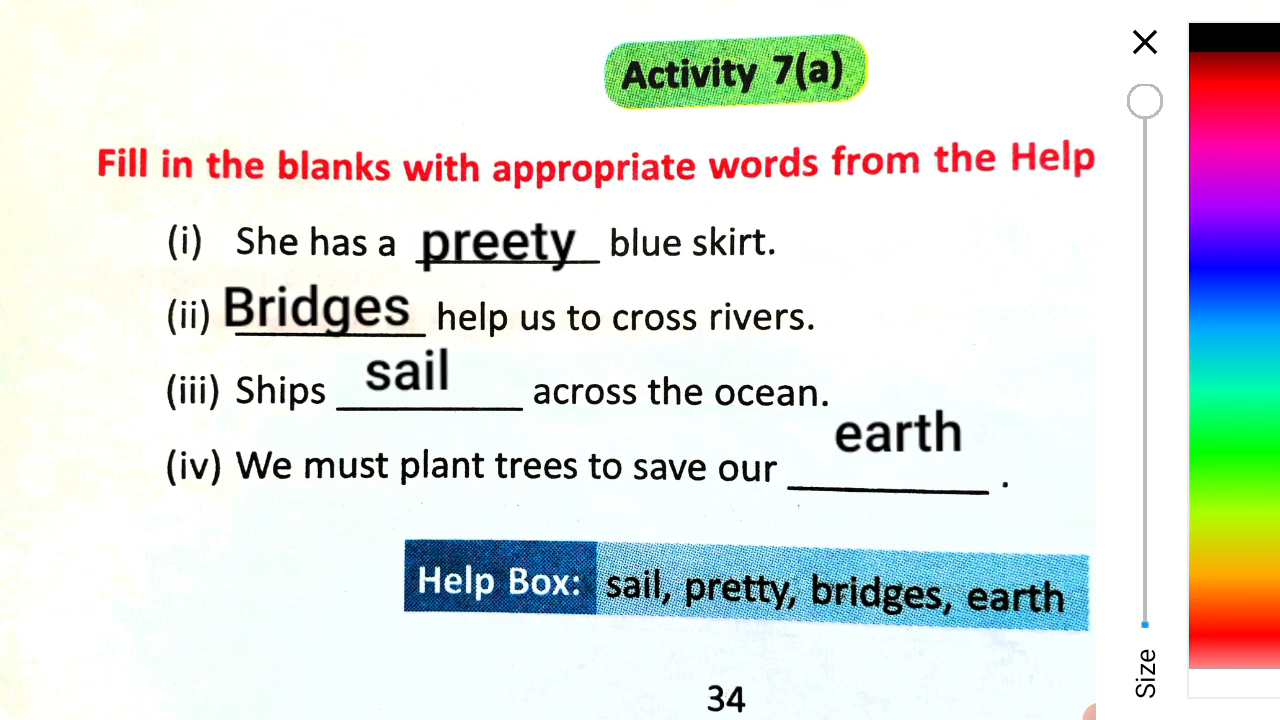 Activity 7(a)
Fill in the blanks with appropriate words from the Help
(i) She has a preety blue skirt.
(ii) Bridges help us to cross rivers.
(iii) Ships sail across the ocean.
(iv) We must plant trees to save our earth .
Help Box: sail, pretty, bridges, earth
34
Size